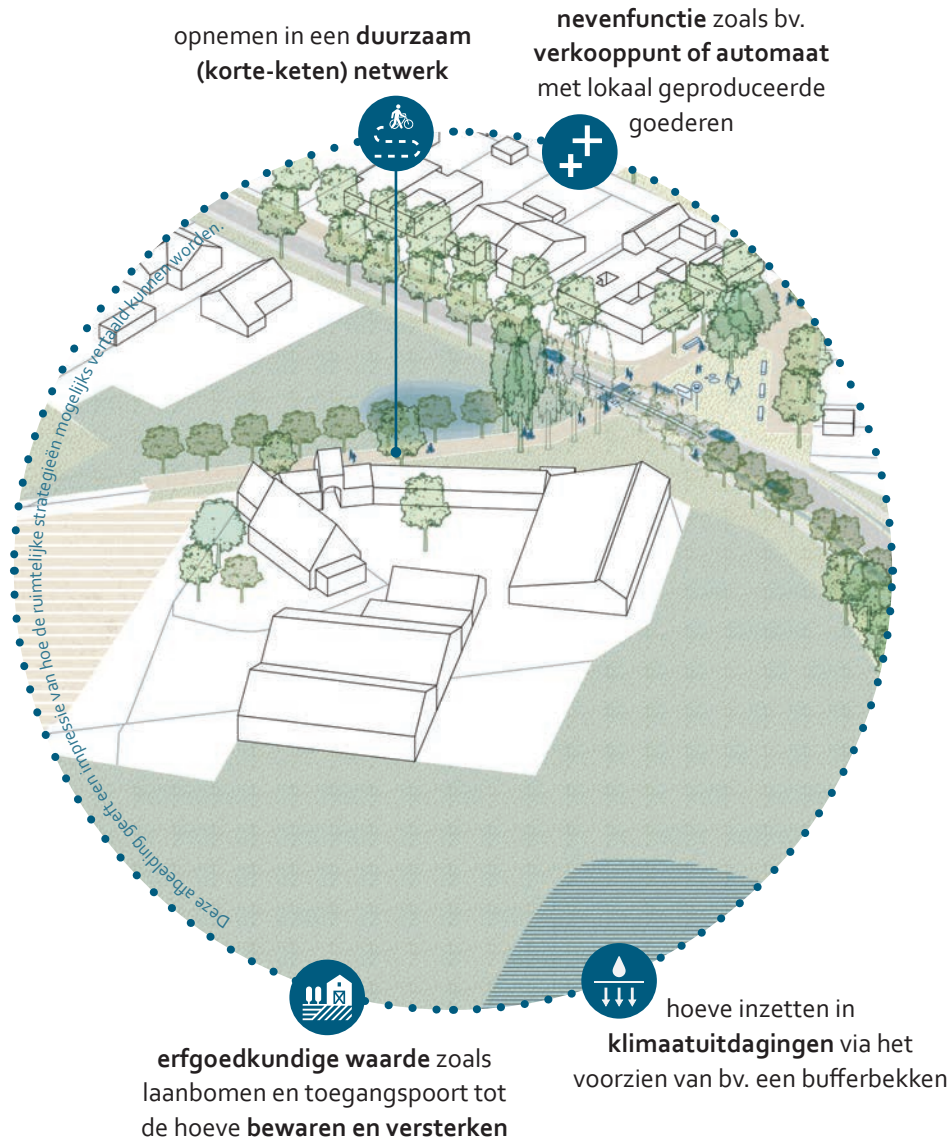 opnemen in een duurzaam
(korte-keten) netwerk
nevenfunctie zoals bv.
verkooppunt of automaat
met lokaal geproduceerde
goederen
Deze afbeelding geeft een impressie van hoe de ruimtelijke strategieën mogelijks vertaald kunnen worden.
erfgoedkundige waarde zoals
laanbomen en toegangspoort tot
de hoeve bewaren en versterken
hoeve inzetten in
klimaatuitdagingen via het
voorzien van bv. een bufferbekken